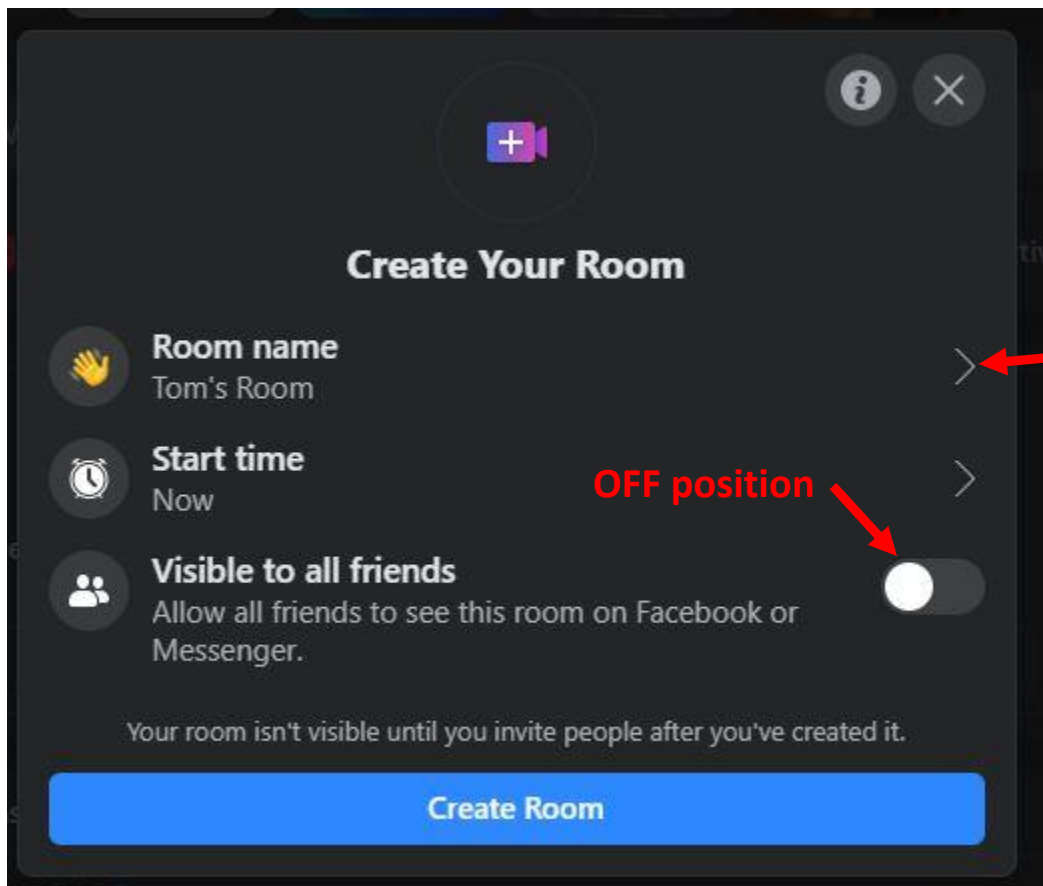 Create Your Room
Room name
Tom's Room
Start time
Now
OFF position
Visible to all friends
Allow all friends to see this room on Facebook or
Messenger.
Your room isn't visible until you invite people after you've created it.
Create Room